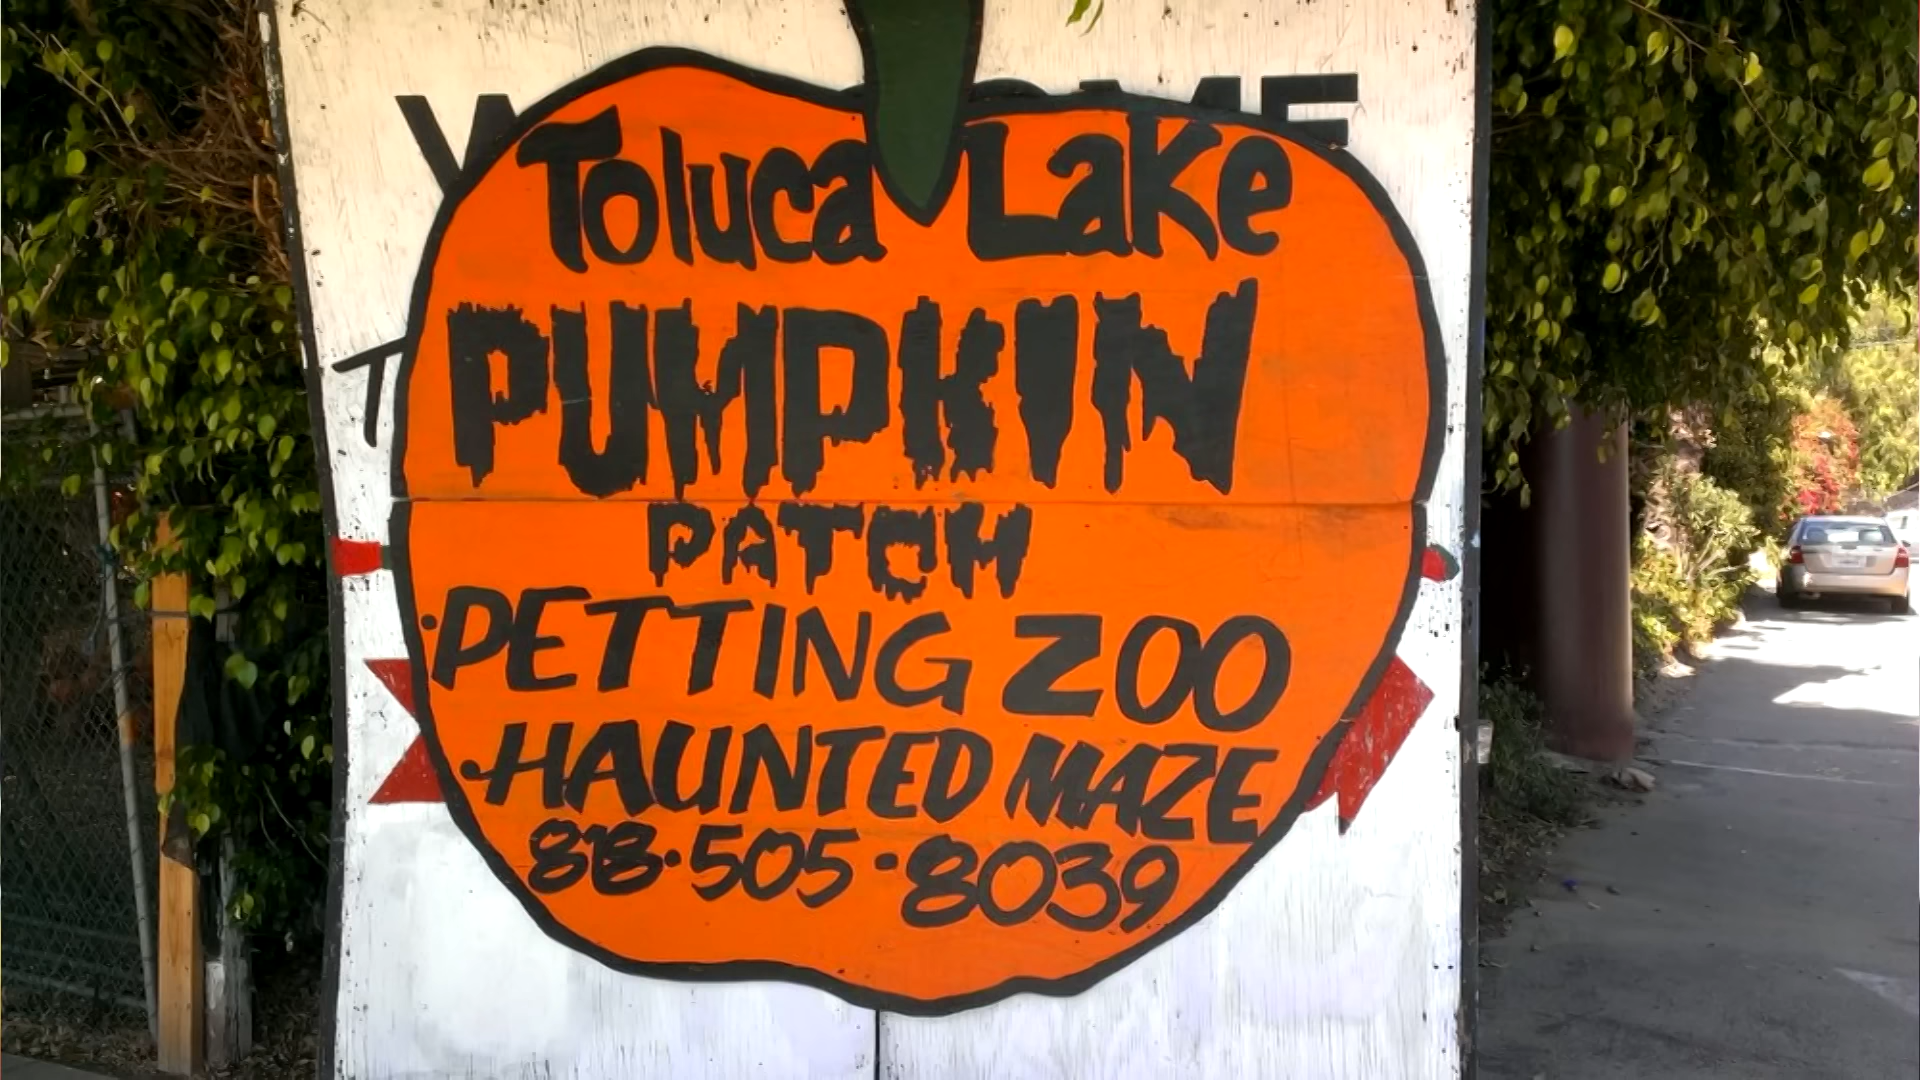 Toluca Lake
PUMPKIN
PATCH
• PETTING ZOO
• HAUNTED MAZE
818•505•8039